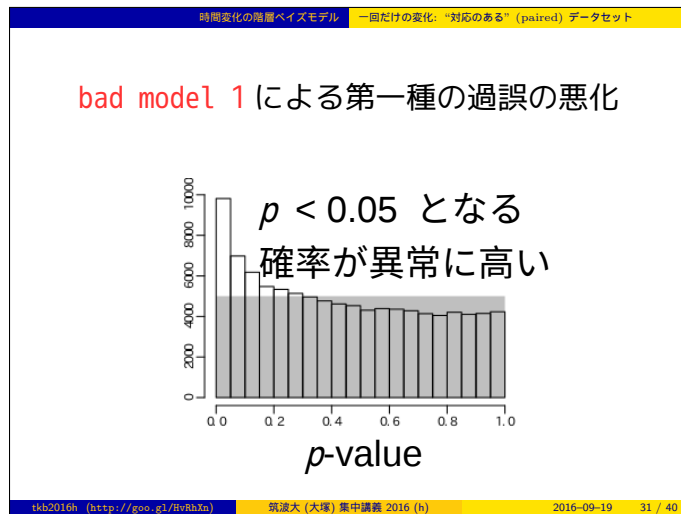 時間変化の階層ベイズモデル 一回だけの変化: “対応のある” (paired) データセット
bad model 1 による第一種の過誤の悪化
p < 0.05 となる
確率が異常に高い
10000
8000
6000
4000
2000
0
0.0 0.2 0.4 0.6 0.8 1.0
p-value
tkb2016h (http://goo.gl/HvRhXn) 筑波大 (大塚) 集中講義 2016 (h) 2016–09–19 31 / 40